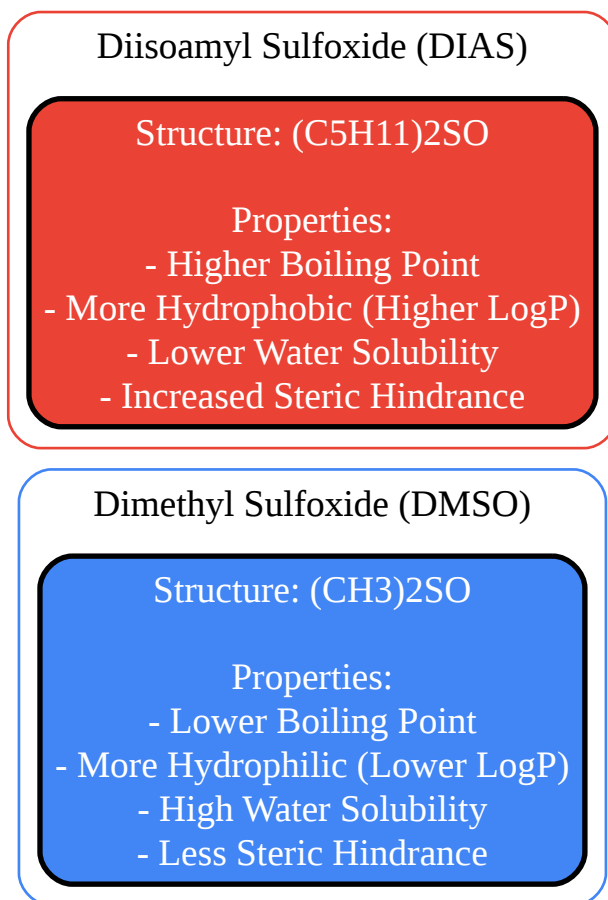 Diisoamyl Sulfoxide (DIAS)
Structure: (C5H11)2SO
Properties:
- Higher Boiling Point
- More Hydrophobic (Higher LogP)
- Lower Water Solubility
- Increased Steric Hindrance
Dimethyl Sulfoxide (DMSO)
Structure: (CH3)2SO
Properties:
- Lower Boiling Point
- More Hydrophilic (Lower LogP)
- High Water Solubility
- Less Steric Hindrance